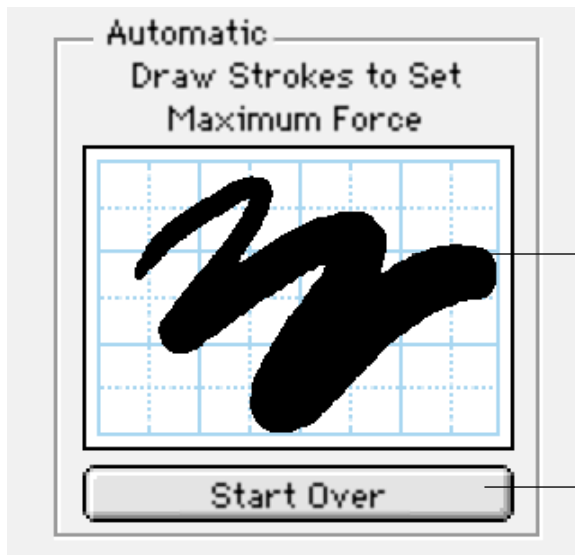 Automatic
Draw Strokes to Set
Maximum Force
Start Over